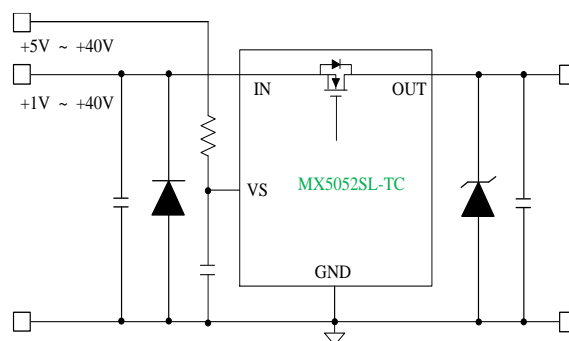 +5V ~ +40V
IN
OUT
+1V ~ +40V
MX5052SL-TC
VS
GND